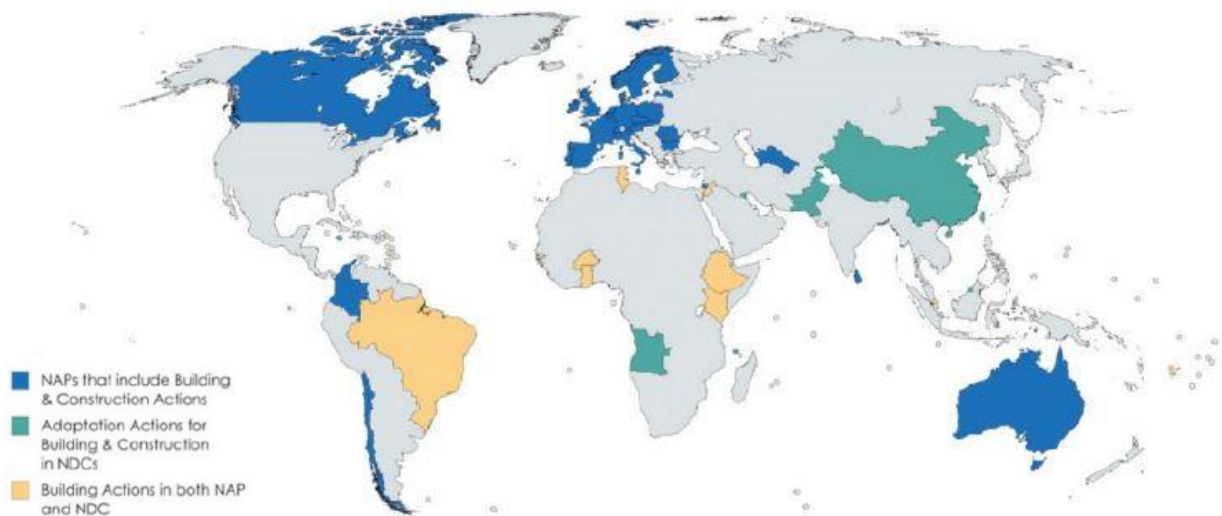 NAPs that include Building
& Construction Actions
Adaptation Actions for
Building & Construction
in NDCs
Building Actions in both NAP
and NDC